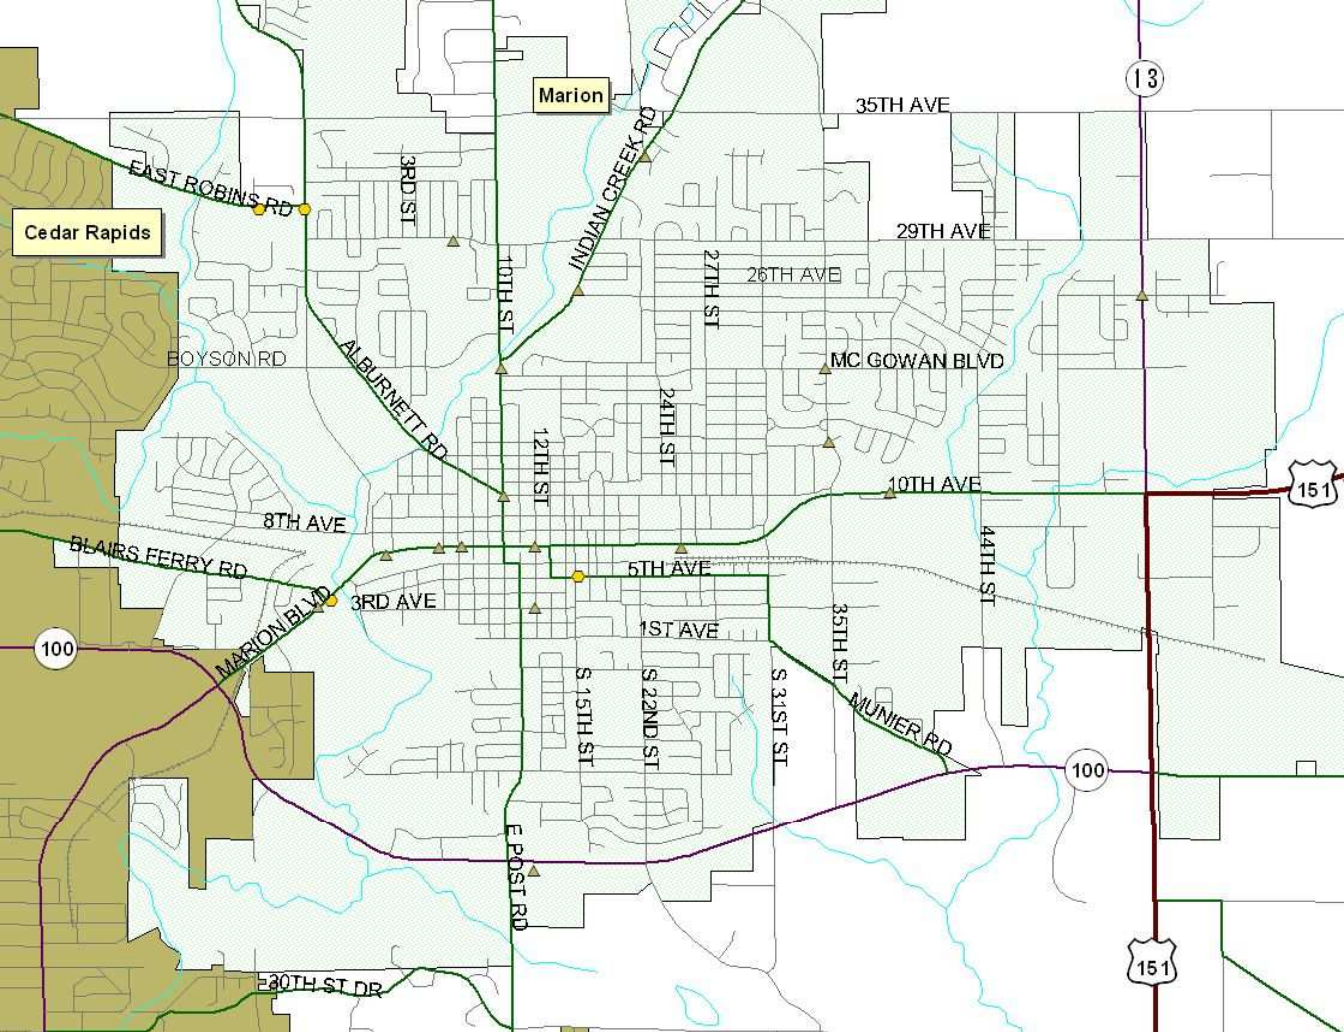 13
Marion
35TH AVE
INDIAN CREEK RD
3RD ST
EAST ROBINS RD
Cedar Rapids
29TH AVE
10TH ST
27TH ST
26TH AVE
BOYSON RD
ALBURNETT RD
MC GOWAN BLVD
24TH ST
12TH ST
10TH AVE
151
8TH AVE
BLAIRS FERRY RD
44TH ST
5TH AVE
MARION BLVD
3RD AVE
1ST AVE
35TH ST
100
S 15TH ST
S 22ND ST
S 31ST ST
MUNIER RD
100
E POST RD
151
30TH ST DR